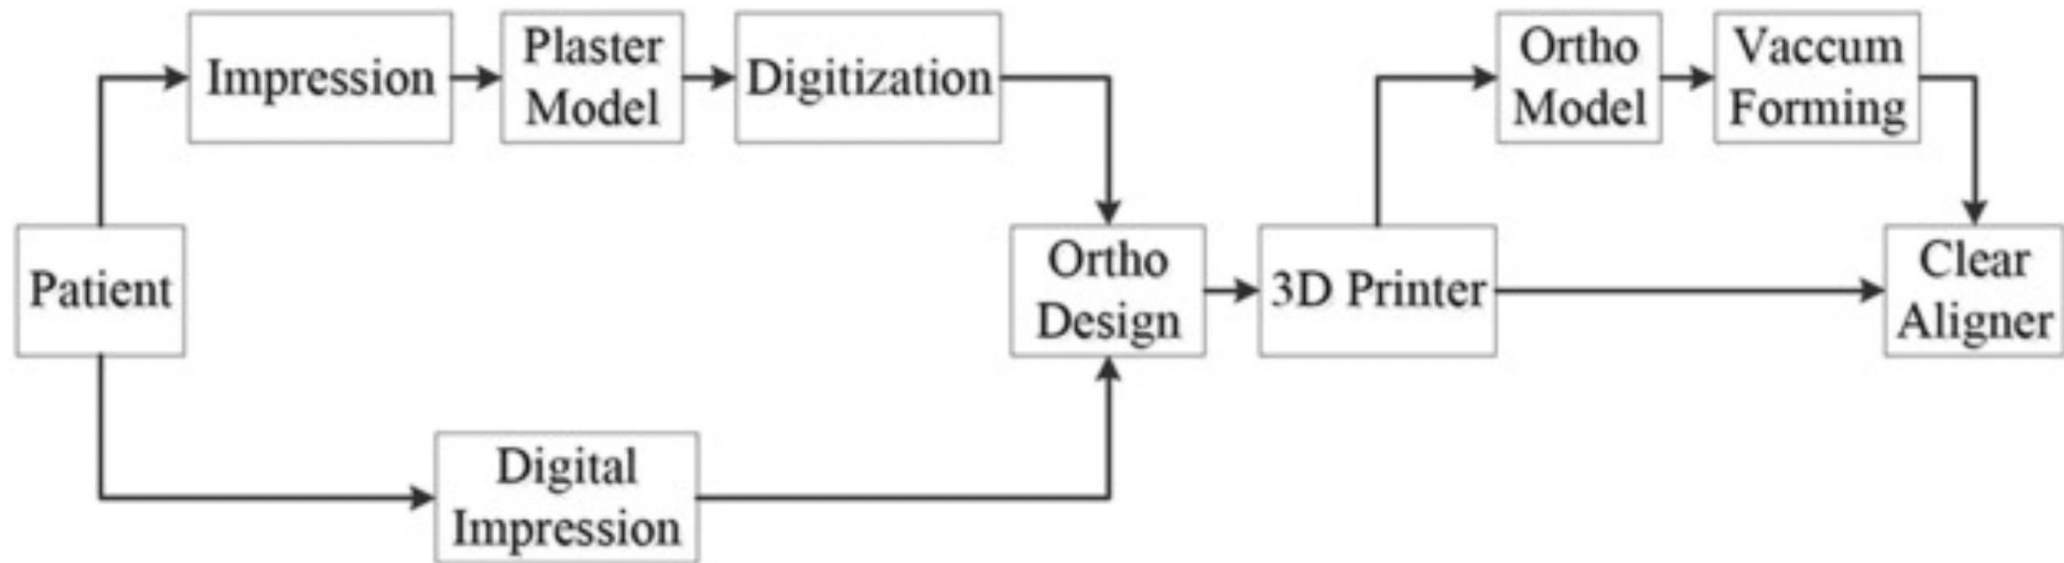 Impression
Plaster
Model
Digitization
Ortho
Model
Vaccum
Forming
Patient
Ortho
Design
3D Printer
Clear
Aligner
Digital
Impression